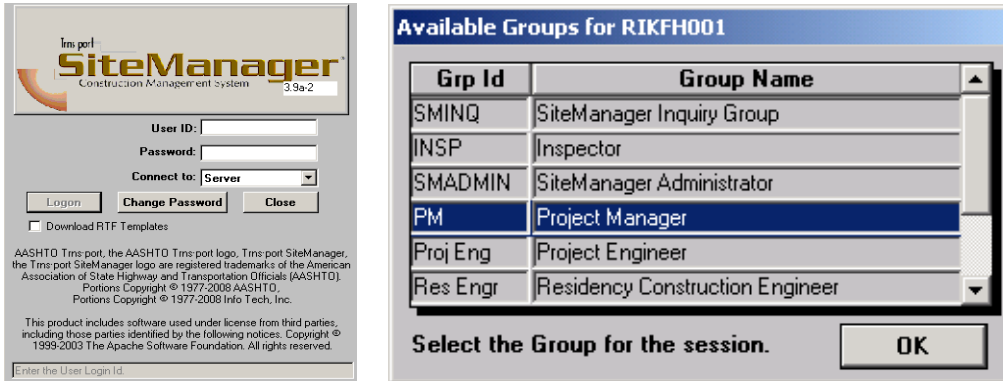 Trns·port
SiteManager
Construction Management System
3.9a-2
User ID:
Password:
Connect to: Server
Logon Change Password Close
Download RTF Templates
AASHTO Trns·port, the AASHTO Trns·port logo, Trns·port SiteManager,
the Trns·port SiteManager logo are registered trademarks of the American
Association of State Highway and Transportation Officials (AASHTO).
Portions Copyright © 1977-2008 AASHTO,
Portions Copyright © 1977-2008 Info Tech, Inc.
This product includes software used under license from third parties,
including those parties identified by the following notices. Copyright ©
1999-2003 The Apache Software Foundation. All rights reserved.
Enter the User Login Id.
Available Groups for RIKFH001
Grp Id Group Name
SMINQ SiteManager Inquiry Group
INSP Inspector
SMADMIN SiteManager Administrator
PM Project Manager
Proj Eng Project Engineer
Res Engr Residency Construction Engineer
Select the Group for the session. OK